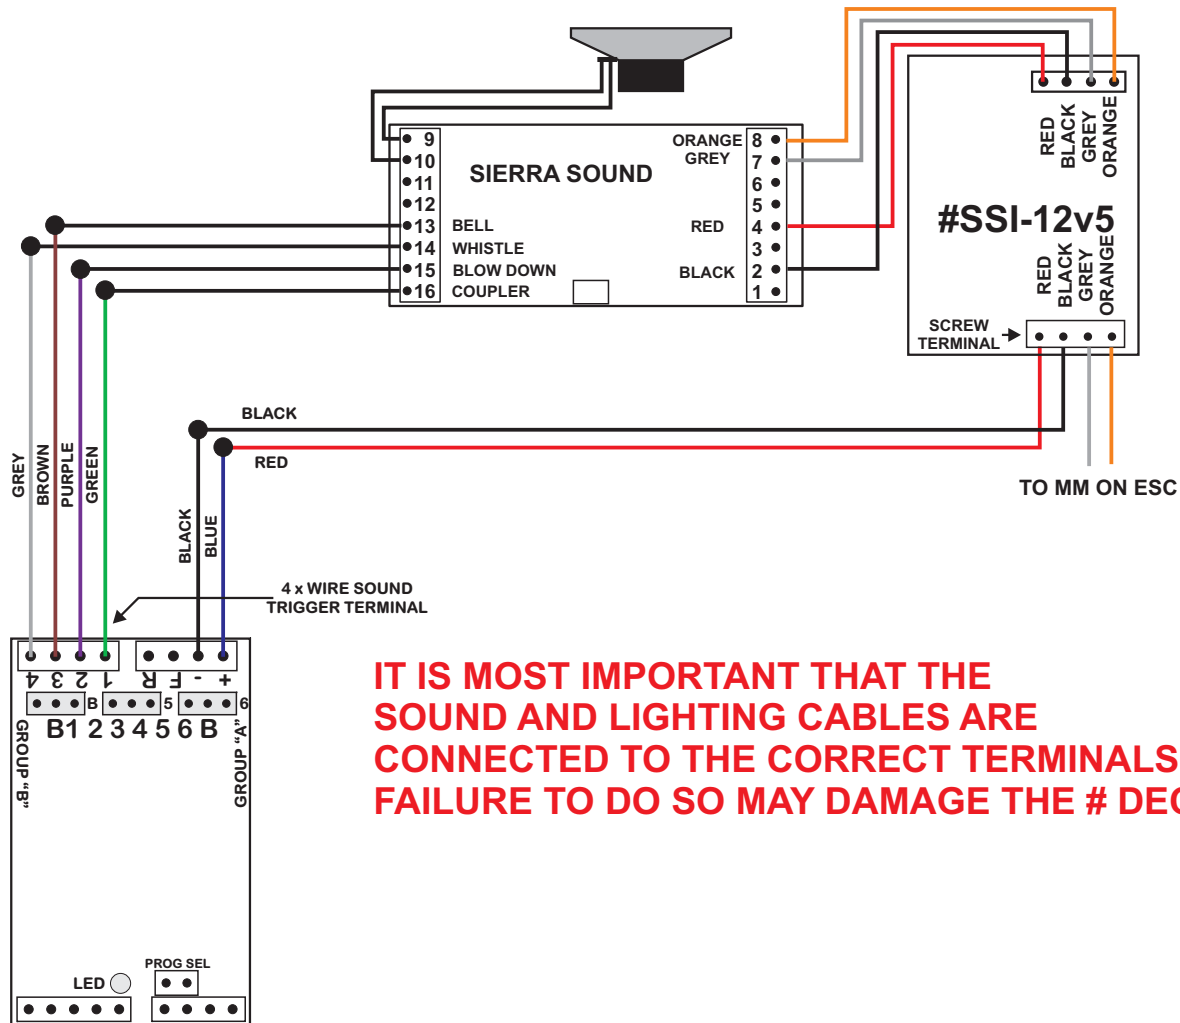 9
10
11
12
13 BELL
14 WHISTLE
15 BLOW DOWN
16 COUPLER
SIERRA SOUND
ORANGE 8
GREY 7
6
5
RED 4
3
BLACK 2
1
RED
BLACK
GREY
ORANGE
#SSI-12v5
RED
BLACK
GREY
ORANGE
SCREW
TERMINAL
TO MM ON ESC
BLACK
RED
GREY
BROWN
PURPLE
GREEN
BLACK
BLUE
4 x WIRE SOUND
TRIGGER TERMINAL
4 3 2 1 R F - +
B 5 6
B1 2 3 4 5 6 B
GROUP "B"
GROUP "A"
PROG SEL
LED
IT IS MOST IMPORTANT THAT THE
SOUND AND LIGHTING CABLES ARE
CONNECTED TO THE CORRECT TERMINALS
FAILURE TO DO SO MAY DAMAGE THE #